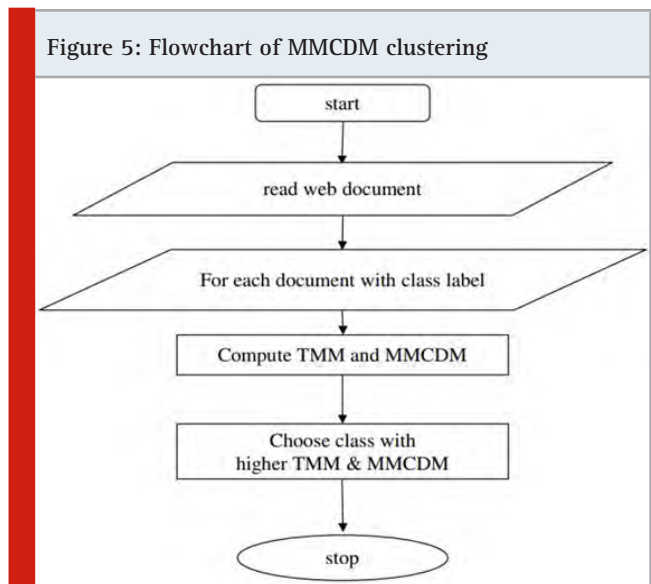 Figure 5: Flowchart of MMCDM clustering
start
read web document
For each document with class label
Compute TMM and MMCDM
Choose class with
higher TMM & MMCDM
stop